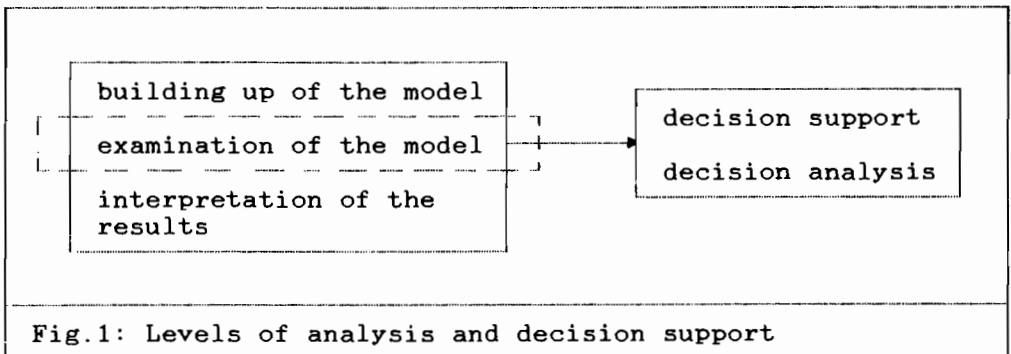 building up of the model
examination of the model
interpretation of the
results
decision support
decision analysis
Fig.1: Levels of analysis and decision support